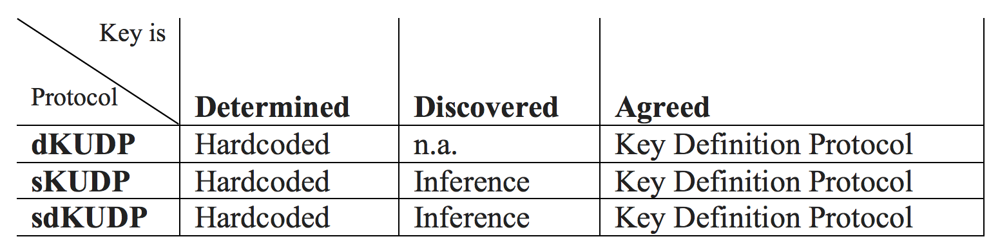 Key is
Protocol
Determined Discovered Agreed
dKUDP Hardcoded n.a. Key Definition Protocol
sKUDP Hardcoded Inference Key Definition Protocol
sdKUDP Hardcoded Inference Key Definition Protocol